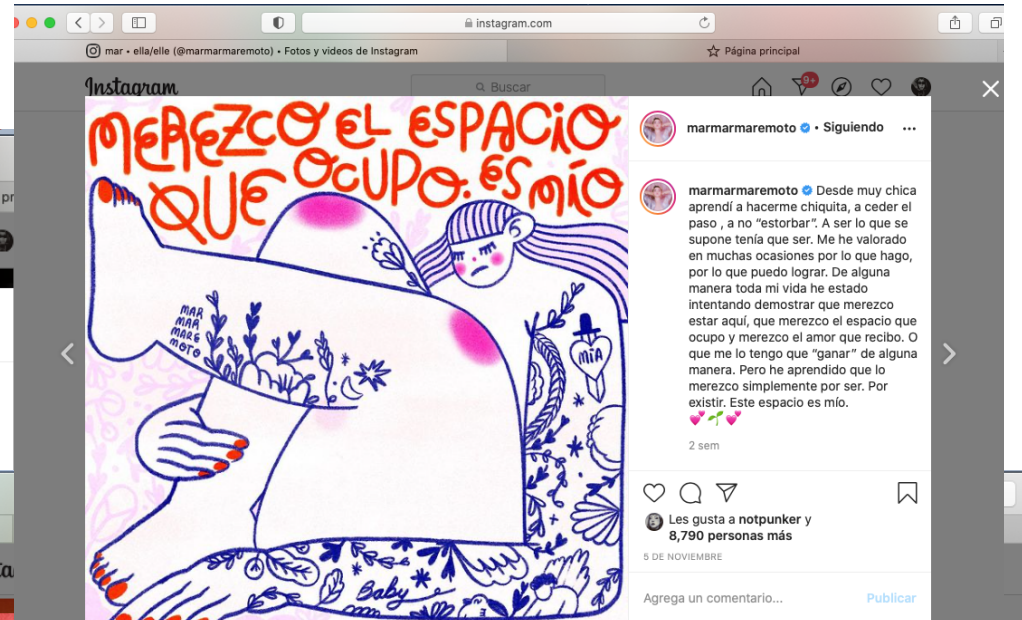 instagram.com
mar • ella/elle (@marmarmaremoto) • Fotos y videos de Instagram
Página principal
Instagram
Buscar
9+
MEREZCO EL ESPACIO
QUE OCUPO. ES MÍO
MAR
MAR
MARE
MOTO
MIA
Baby
marmarmaremoto • Siguiendo
marmarmaremoto Desde muy chica
aprendí a hacerme chiquita, a ceder el
paso , a no “estorbar”. A ser lo que se
supone tenía que ser. Me he valorado
en muchas ocasiones por lo que hago,
por lo que puedo lograr. De alguna
manera toda mi vida he estado
intentando demostrar que merezco
estar aquí, que merezco el espacio que
ocupo y merezco el amor que recibo. O
que me lo tengo que “ganar” de alguna
manera. Pero he aprendido que lo
merezco simplemente por ser. Por
existir. Este espacio es mío.
💕🌱💕
2 sem
Les gusta a notpunker y
8,790 personas más
5 DE NOVIEMBRE
Agrega un comentario... Publicar